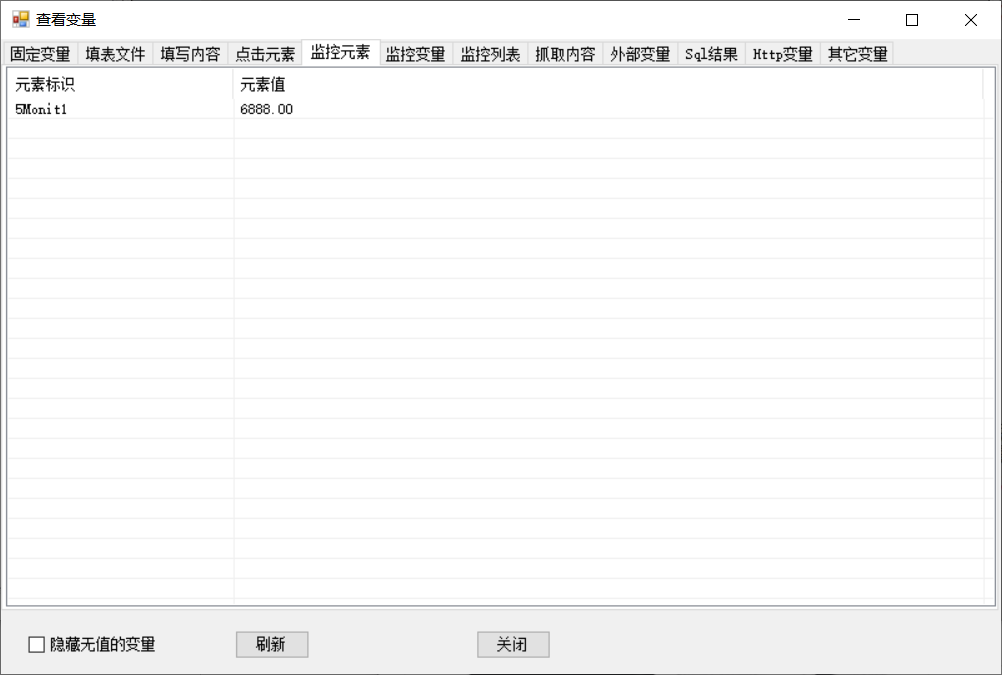 查看变量
固定变量 填表文件 填写内容 点击元素 监控元素 监控变量 监控列表 抓取内容 外部变量 Sql结果 Http变量 其它变量
元素标识 元素值
5Monit1 6888.00
隐藏无值的变量 刷新 关闭